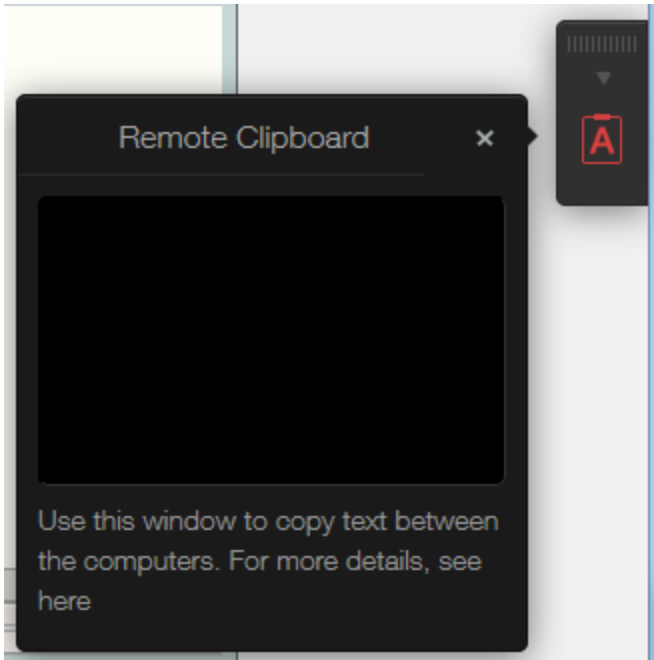 Remote Clipboard ×
A
Use this window to copy text between
the computers. For more details, see
here